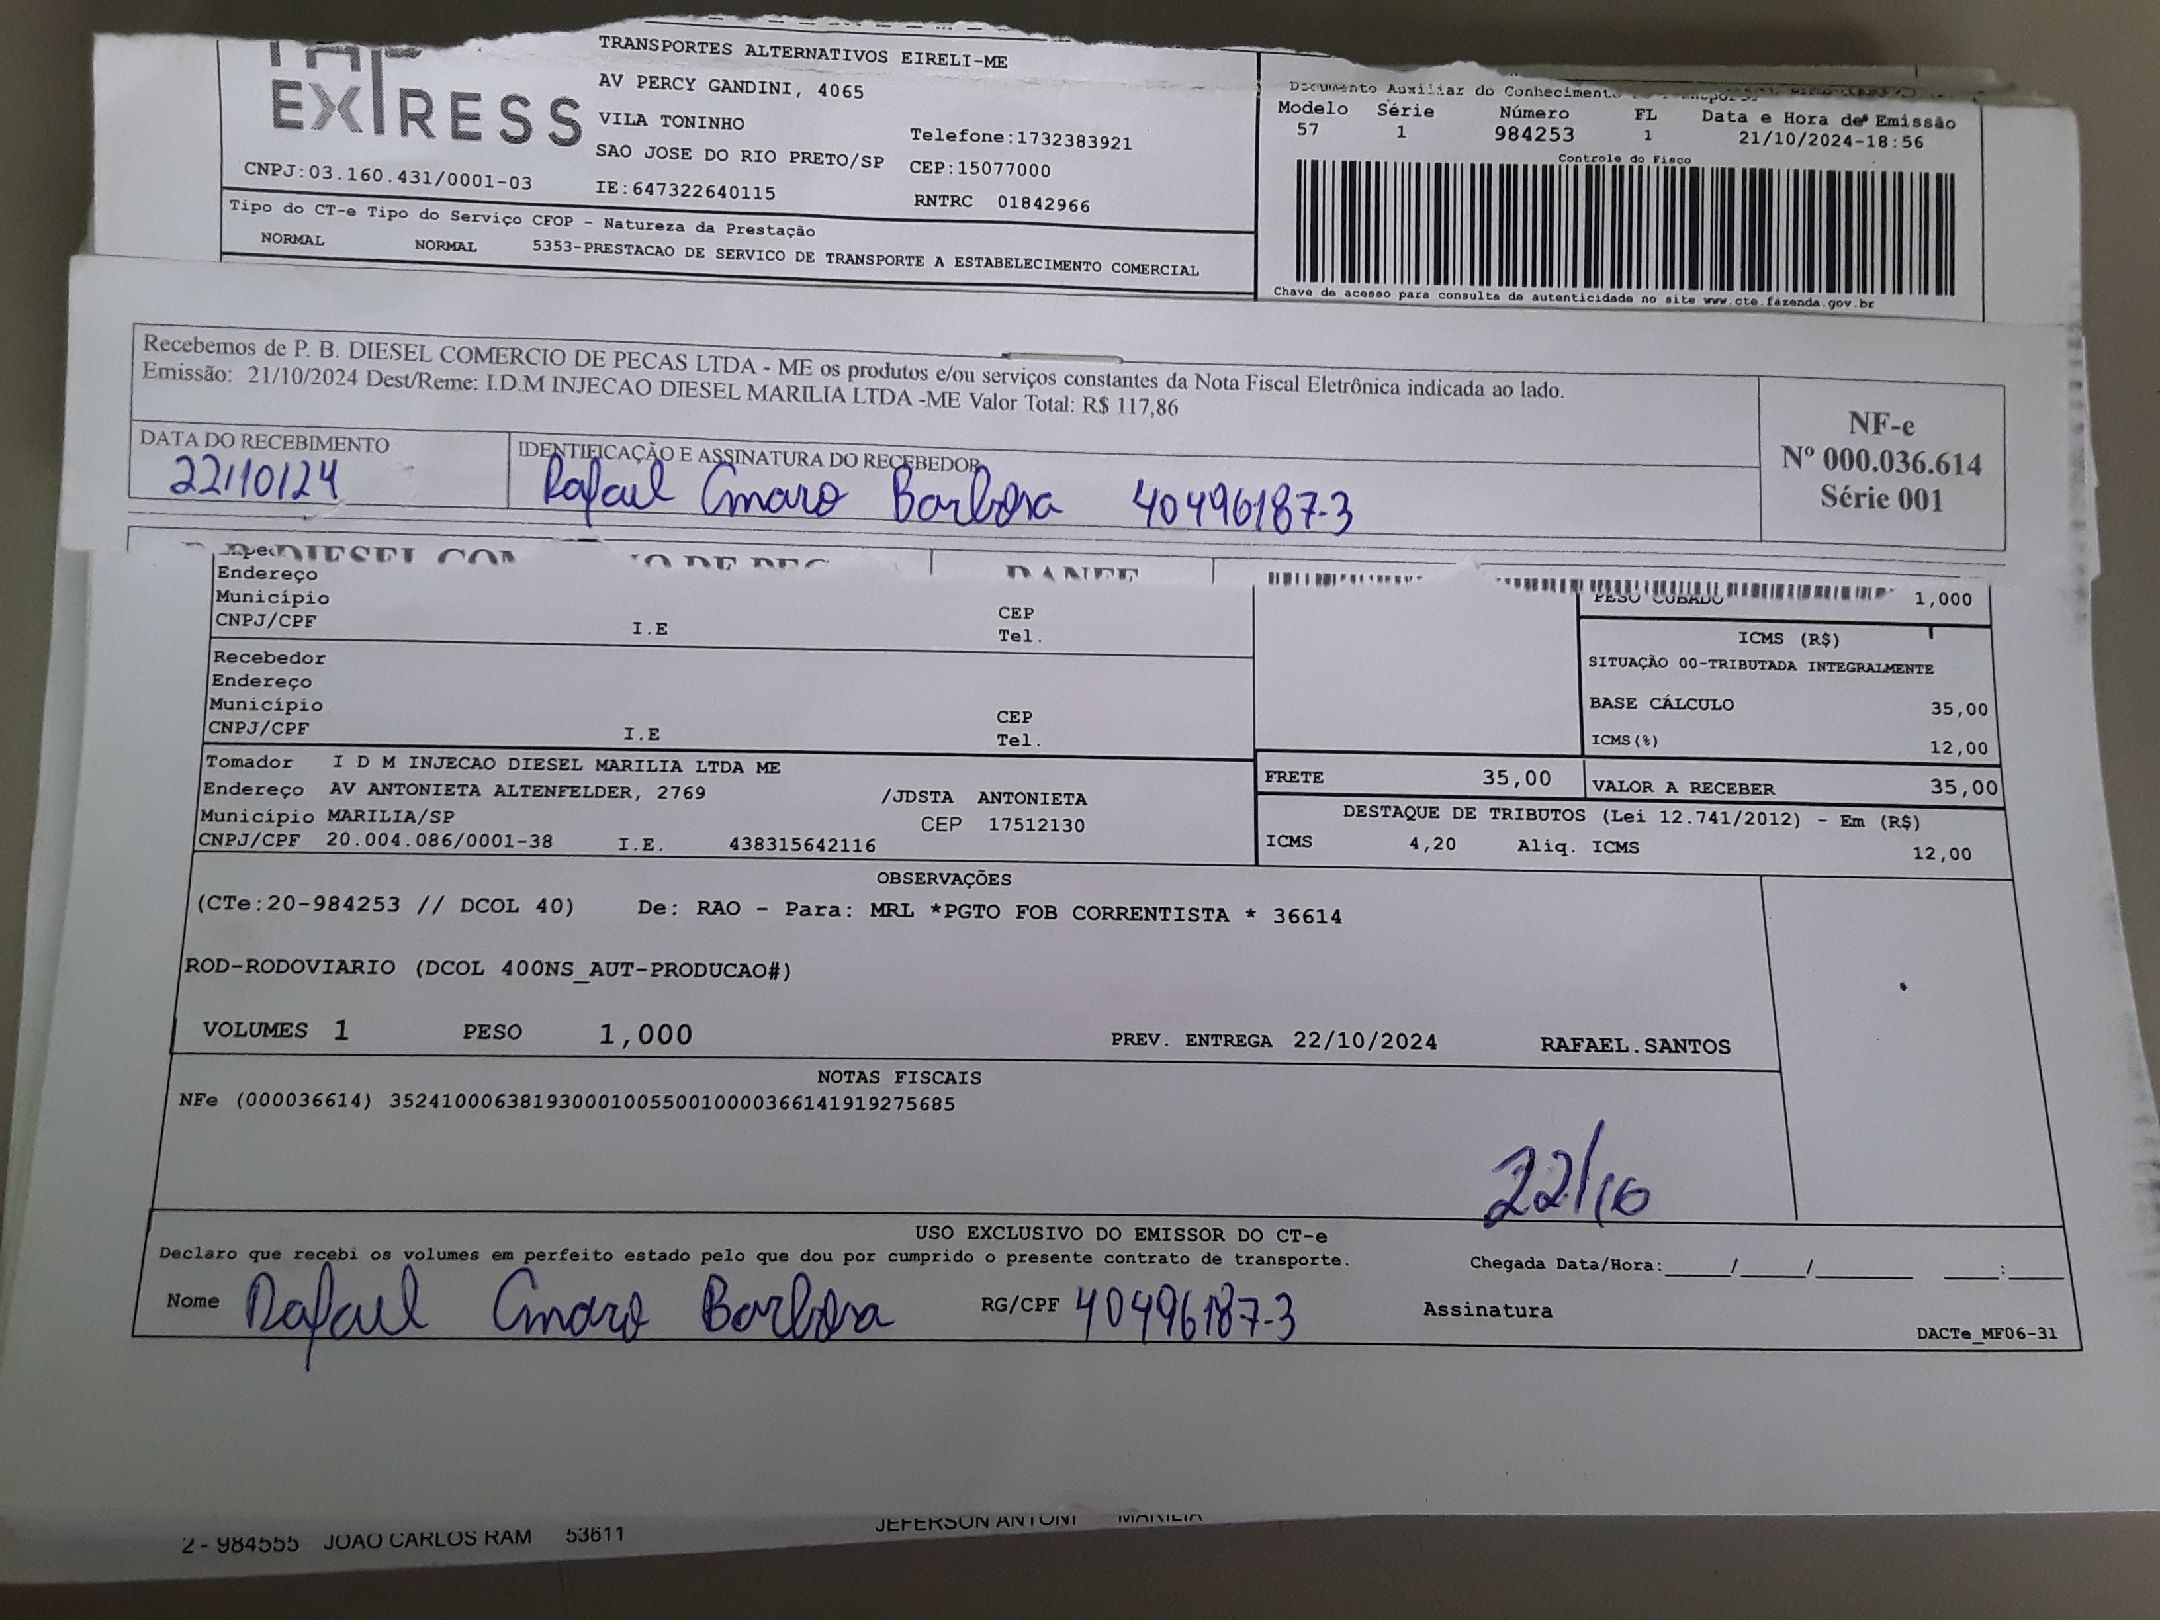 EXPRESS
TRANSPORTES ALTERNATIVOS EIRELI-ME
AV PERCY GANDINI, 4065
VILA TONINHO
Telefone:1732383921
SAO JOSE DO RIO PRETO/SP CEP:15077000
CNPJ:03.160.431/0001-03
IE:647322640115 RNTRC 01842966
Documento Auxiliar do Conhecimento
Modelo Série Número FL Data e Hora de Emissão
57 1 984253 1 21/10/2024-18:56
Controle do Fisco
Chave de acesso para consulta de autenticidade no site www.cte.fazenda.gov.br
Tipo do CT-e Tipo do Serviço CFOP - Natureza da Prestação
NORMAL NORMAL 5353-PRESTACAO DE SERVICO DE TRANSPORTE A ESTABELECIMENTO COMERCIAL
Recebemos de P. B. DIESEL COMERCIO DE PECAS LTDA - ME os produtos e/ou serviços constantes da Nota Fiscal Eletrônica indicada ao lado.
Emissão: 21/10/2024 Dest/Reme: I.D.M INJECAO DIESEL MARILIA LTDA -ME Valor Total: R$ 117,86
NF-e
Nº 000.036.614
Série 001
DATA DO RECEBIMENTO IDENTIFICAÇÃO E ASSINATURA DO RECEBEDOR
22/10/24 Rafael Amaro Barbosa 40496187-3
DANFE
Endereço
Município CEP
CNPJ/CPF I.E Tel.
PESO CUBADO 1,000
Recebedor
Endereço
Município CEP
CNPJ/CPF I.E Tel.
ICMS (R$)
SITUAÇÃO 00-TRIBUTADA INTEGRALMENTE
BASE CÁLCULO 35,00
ICMS(%) 12,00
Tomador I D M INJECAO DIESEL MARILIA LTDA ME
Endereço AV ANTONIETA ALTENFELDER, 2769 /JDSTA ANTONIETA
Município MARILIA/SP CEP 17512130
CNPJ/CPF 20.004.086/0001-38 I.E. 438315642116
FRETE 35,00 VALOR A RECEBER 35,00
DESTAQUE DE TRIBUTOS (Lei 12.741/2012) - Em (R$)
ICMS 4,20 Aliq. ICMS 12,00
OBSERVAÇÕES
(CTe:20-984253 // DCOL 40) De: RAO - Para: MRL *PGTO FOB CORRENTISTA * 36614
ROD-RODOVIARIO (DCOL 400NS_AUT-PRODUCAO#)
VOLUMES 1 PESO 1,000 PREV. ENTREGA 22/10/2024 RAFAEL.SANTOS
NOTAS FISCAIS
NFe (000036614) 35241000638193000100550010000366141919275685
22/10
USO EXCLUSIVO DO EMISSOR DO CT-e
Declaro que recebi os volumes em perfeito estado pelo que dou por cumprido o presente contrato de transporte. Chegada Data/Hora:____/____/______ ___:___
Nome Rafael Amaro Barbosa RG/CPF 40496187-3 Assinatura
DACTe_MF06-31
2 - 984555 JOAO CARLOS RAM 53611 JEFERSON ANTONI MARILIA